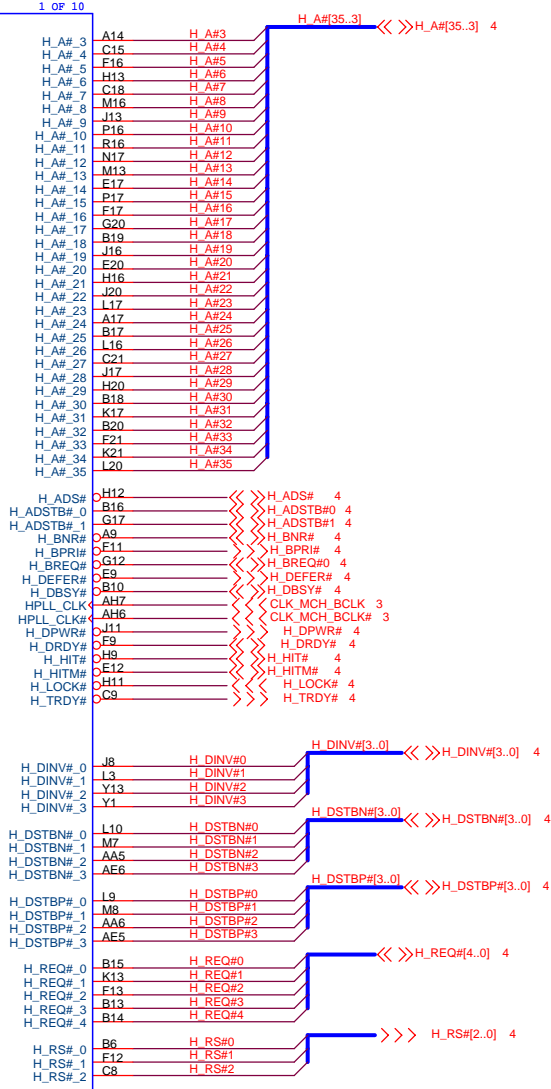 1 OF 10
H_A#[35..3] H_A#[35..3] 4
H_A#_3 A14 H_A#3
H_A#_4 C15 H_A#4
H_A#_5 F16 H_A#5
H_A#_6 H13 H_A#6
H_A#_7 C18 H_A#7
H_A#_8 M16 H_A#8
H_A#_9 J13 H_A#9
H_A#_10 P16 H_A#10
H_A#_11 R16 H_A#11
H_A#_12 N17 H_A#12
H_A#_13 M13 H_A#13
H_A#_14 E17 H_A#14
H_A#_15 P17 H_A#15
H_A#_16 F17 H_A#16
H_A#_17 G20 H_A#17
H_A#_18 B19 H_A#18
H_A#_19 J16 H_A#19
H_A#_20 E20 H_A#20
H_A#_21 H16 H_A#21
H_A#_22 J20 H_A#22
H_A#_23 L17 H_A#23
H_A#_24 A17 H_A#24
H_A#_25 B17 H_A#25
H_A#_26 L16 H_A#26
H_A#_27 C21 H_A#27
H_A#_28 J17 H_A#28
H_A#_29 H20 H_A#29
H_A#_30 B18 H_A#30
H_A#_31 K17 H_A#31
H_A#_32 B20 H_A#32
H_A#_33 F21 H_A#33
H_A#_34 K21 H_A#34
H_A#_35 L20 H_A#35
H_ADS# H12 H_ADS# 4
H_ADSTB#_0 B16 H_ADSTB#0 4
H_ADSTB#_1 G17 H_ADSTB#1 4
H_BNR# A9 H_BNR# 4
H_BPRI# F11 H_BPRI# 4
H_BREQ# G12 H_BREQ#0 4
H_DEFER# E9 H_DEFER# 4
H_DBSY# B10 H_DBSY# 4
HPLL_CLK AH7 CLK_MCH_BCLK 3
HPLL_CLK# AH6 CLK_MCH_BCLK# 3
H_DPWR# J11 H_DPWR# 4
H_DRDY# F9 H_DRDY# 4
H_HIT# H9 H_HIT# 4
H_HITM# E12 H_HITM# 4
H_LOCK# H11 H_LOCK# 4
H_TRDY# C9 H_TRDY# 4
H_DINV#[3..0] H_DINV#[3..0] 4
H_DINV#_0 J8 H_DINV#0
H_DINV#_1 L3 H_DINV#1
H_DINV#_2 Y13 H_DINV#2
H_DINV#_3 Y1 H_DINV#3
H_DSTBN#[3..0] H_DSTBN#[3..0] 4
H_DSTBN#_0 L10 H_DSTBN#0
H_DSTBN#_1 M7 H_DSTBN#1
H_DSTBN#_2 AA5 H_DSTBN#2
H_DSTBN#_3 AE6 H_DSTBN#3
H_DSTBP#[3..0] H_DSTBP#[3..0] 4
H_DSTBP#_0 L9 H_DSTBP#0
H_DSTBP#_1 M8 H_DSTBP#1
H_DSTBP#_2 AA6 H_DSTBP#2
H_DSTBP#_3 AE5 H_DSTBP#3
H_REQ#[4..0] 4
H_REQ#_0 B15 H_REQ#0
H_REQ#_1 K13 H_REQ#1
H_REQ#_2 F13 H_REQ#2
H_REQ#_3 B13 H_REQ#3
H_REQ#_4 B14 H_REQ#4
H_RS#[2..0] 4
H_RS#_0 B6 H_RS#0
H_RS#_1 F12 H_RS#1
H_RS#_2 C8 H_RS#2